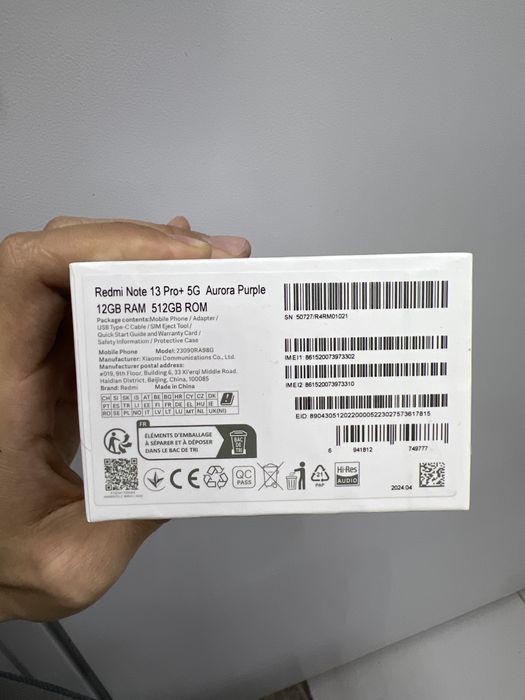 Redmi Note 13 Pro+ 5G Aurora Purple
12GB RAM 512GB ROM
Package contents:Mobile Phone / Adapter /
USB Type-C Cable / SIM Eject Tool /
Quick Start Guide and Warranty Card /
Safety Information / Protective Case
Mobile Phone Model: 23090RA98G
Manufacturer: Xiaomi Communications Co., Ltd.
Manufacturer postal address:
#019, 9th Floor, Building 6, 33 Xi'erqi Middle Road,
Haidian District, Beijing, China, 100085
Brand: Redmi Made in China
CH SI SK IS AT BE BG HR CY CZ DK
PT ES TR LI EE FI FR DE EL HU IE
RO SE PL NO IT LV LT LU MT NL UK(NI)
FR
ÉLÉMENTS D'EMBALLAGE
À SÉPARER ET À DÉPOSER
DANS LE BAC DE TRI
BAC
DE
TRI
CE
QC
PASS
21
PAP
Hi-Res
AUDIO
SN 50727/R4RM01021
IMEI1 861520073973302
IMEI2 861520073973310
EID 89043051202200005223027573617815
6 941812 749777
2024.04